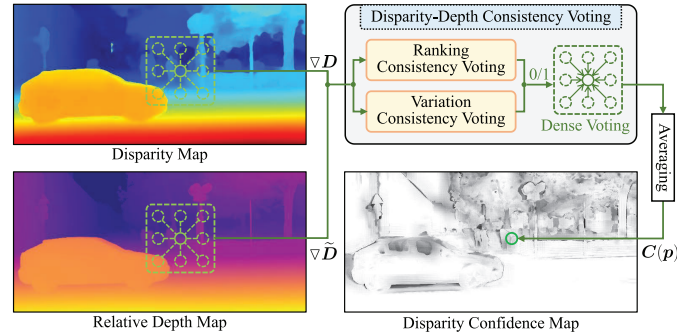 Disparity-Depth Consistency Voting
∇D
Ranking
Consistency Voting
0/1
Variation
Consistency Voting
Dense Voting
Averaging
Disparity Map
∇D̃
C(p)
Relative Depth Map
Disparity Confidence Map